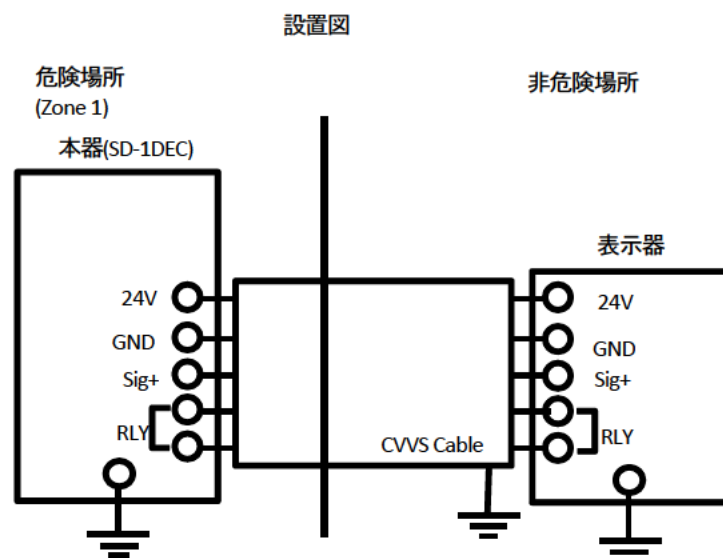 設置図
危険場所
(Zone 1)
非危険場所
本器(SD-1DEC)
表示器
24V
GND
Sig+
RLY
CVVS Cable
24V
GND
Sig+
RLY